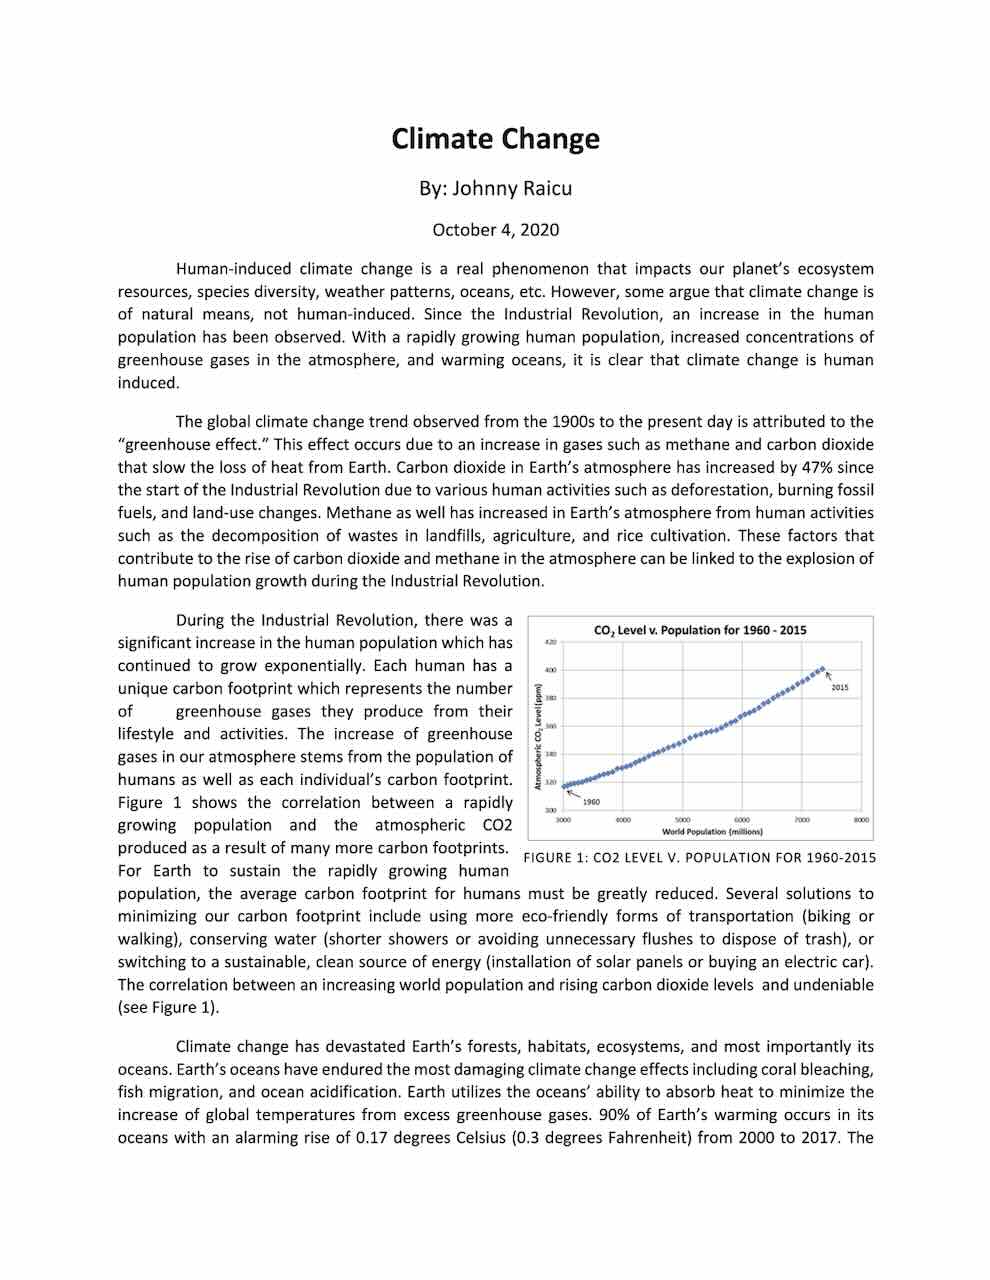 Climate Change
By: Johnny Raicu
October 4, 2020
Human-induced climate change is a real phenomenon that impacts our planet's ecosystem
resources, species diversity, weather patterns, oceans, etc. However, some argue that climate change is
of natural means, not human-induced. Since the Industrial Revolution, an increase in the human
population has been observed. With a rapidly growing human population, increased concentrations of
greenhouse gases in the atmosphere, and warming oceans, it is clear that climate change is human
induced.
The global climate change trend observed from the 1900s to the present day is attributed to the
“greenhouse effect.” This effect occurs due to an increase in gases such as methane and carbon dioxide
that slow the loss of heat from Earth. Carbon dioxide in Earth's atmosphere has increased by 47% since
the start of the Industrial Revolution due to various human activities such as deforestation, burning fossil
fuels, and land-use changes. Methane as well has increased in Earth's atmosphere from human activities
such as the decomposition of wastes in landfills, agriculture, and rice cultivation. These factors that
contribute to the rise of carbon dioxide and methane in the atmosphere can be linked to the explosion of
human population growth during the Industrial Revolution.
During the Industrial Revolution, there was a
significant increase in the human population which has
continued to grow exponentially. Each human has a
unique carbon footprint which represents the number
of greenhouse gases they produce from their
lifestyle and activities. The increase of greenhouse
gases in our atmosphere stems from the population of
humans as well as each individual's carbon footprint.
Figure 1 shows the correlation between a rapidly
growing population and the atmospheric CO2
produced as a result of many more carbon footprints.
For Earth to sustain the rapidly growing human
CO2 Level v. Population for 1960 - 2015
Atmospheric CO2 Level (ppm)
420
400
380
360
340
320
300
2015
1960
3000 4000 5000 6000 7000 8000
World Population (millions)
FIGURE 1: CO2 LEVEL V. POPULATION FOR 1960-2015
population, the average carbon footprint for humans must be greatly reduced. Several solutions to
minimizing our carbon footprint include using more eco-friendly forms of transportation (biking or
walking), conserving water (shorter showers or avoiding unnecessary flushes to dispose of trash), or
switching to a sustainable, clean source of energy (installation of solar panels or buying an electric car).
The correlation between an increasing world population and rising carbon dioxide levels and undeniable
(see Figure 1).
Climate change has devastated Earth's forests, habitats, ecosystems, and most importantly its
oceans. Earth's oceans have endured the most damaging climate change effects including coral bleaching,
fish migration, and ocean acidification. Earth utilizes the oceans' ability to absorb heat to minimize the
increase of global temperatures from excess greenhouse gases. 90% of Earth's warming occurs in its
oceans with an alarming rise of 0.17 degrees Celsius (0.3 degrees Fahrenheit) from 2000 to 2017. The